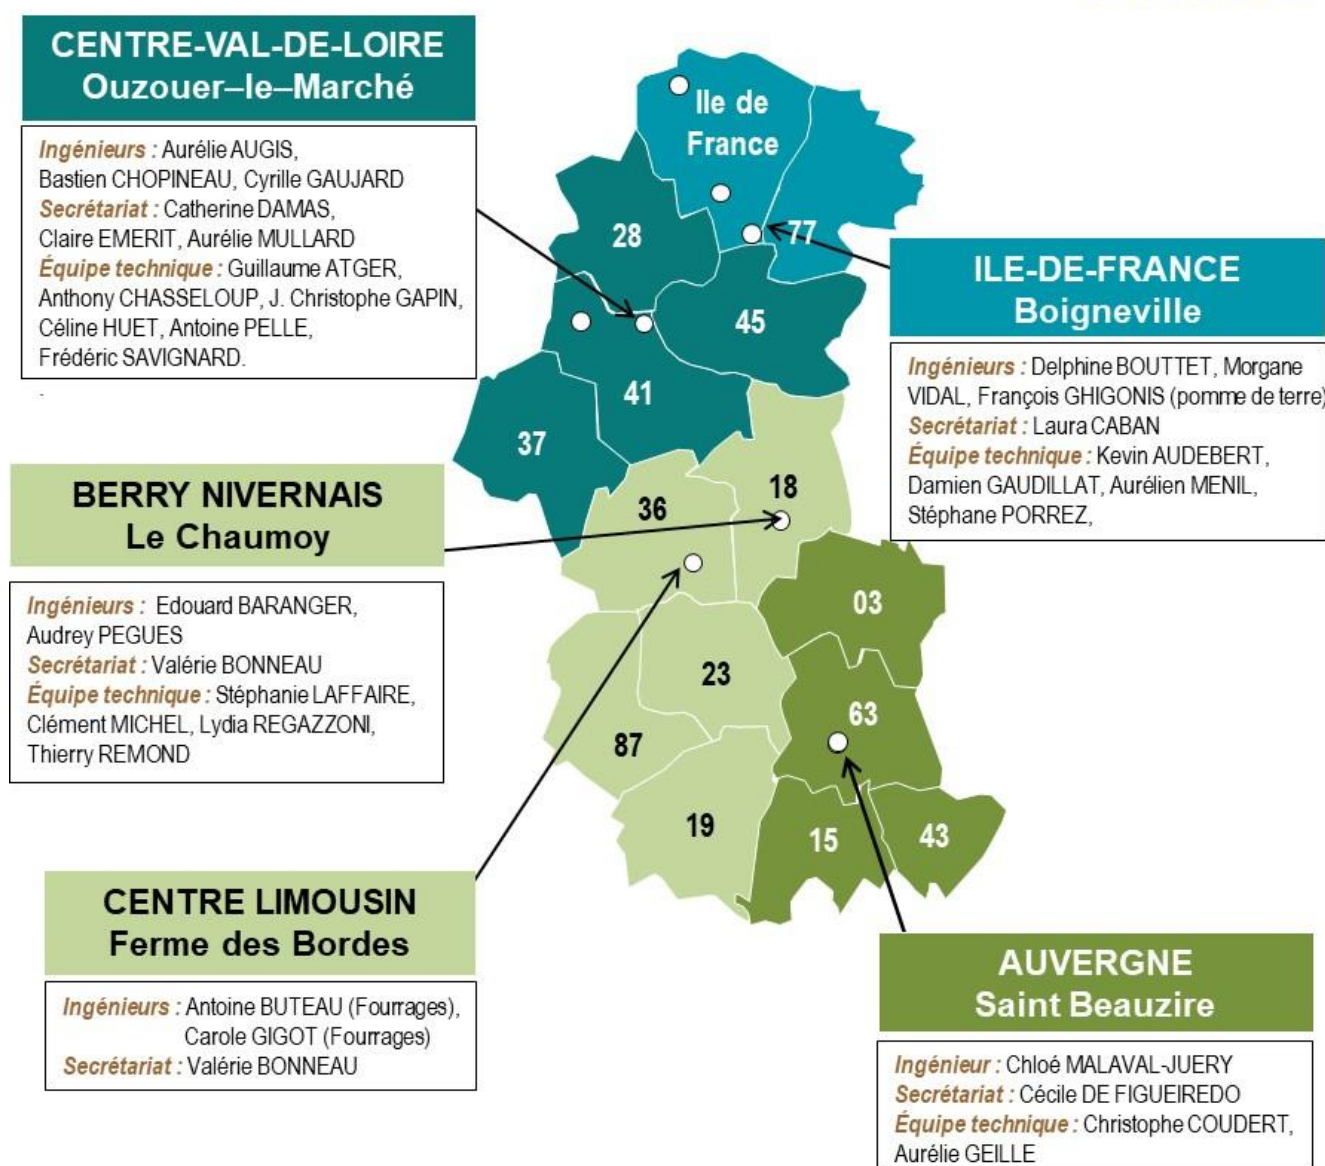 CENTRE-VAL-DE-LOIRE
Ouzouer–le–Marché
Ingénieurs : Aurélie AUGIS,
Bastien CHOPINEAU, Cyrille GAUJARD
Secrétariat : Catherine DAMAS,
Claire EMERIT, Aurélie MULLARD
Équipe technique : Guillaume ATGER,
Anthony CHASSELOUP, J. Christophe GAPIN,
Céline HUET, Antoine PELLE,
Frédéric SAVIGNARD.
.
Ile de
France
77
28
45
41
37
36
18
03
23
63
87
19
15
43
ILE-DE-FRANCE
Boigneville
Ingénieurs : Delphine BOUTTET, Morgane
VIDAL, François GHIGONIS (pomme de terre)
Secrétariat : Laura CABAN
Équipe technique : Kevin AUDEBERT,
Damien GAUDILLAT, Aurélien MENIL,
Stéphane PORREZ,
BERRY NIVERNAIS
Le Chaumoy
Ingénieurs : Edouard BARANGER,
Audrey PEGUES
Secrétariat : Valérie BONNEAU
Équipe technique : Stéphanie LAFFAIRE,
Clément MICHEL, Lydia REGAZZONI,
Thierry REMOND
CENTRE LIMOUSIN
Ferme des Bordes
Ingénieurs : Antoine BUTEAU (Fourrages),
Carole GIGOT (Fourrages)
Secrétariat : Valérie BONNEAU
AUVERGNE
Saint Beauzire
Ingénieur : Chloé MALAVAL-JUERY
Secrétariat : Cécile DE FIGUEIREDO
Équipe technique : Christophe COUDERT,
Aurélie GEILLE